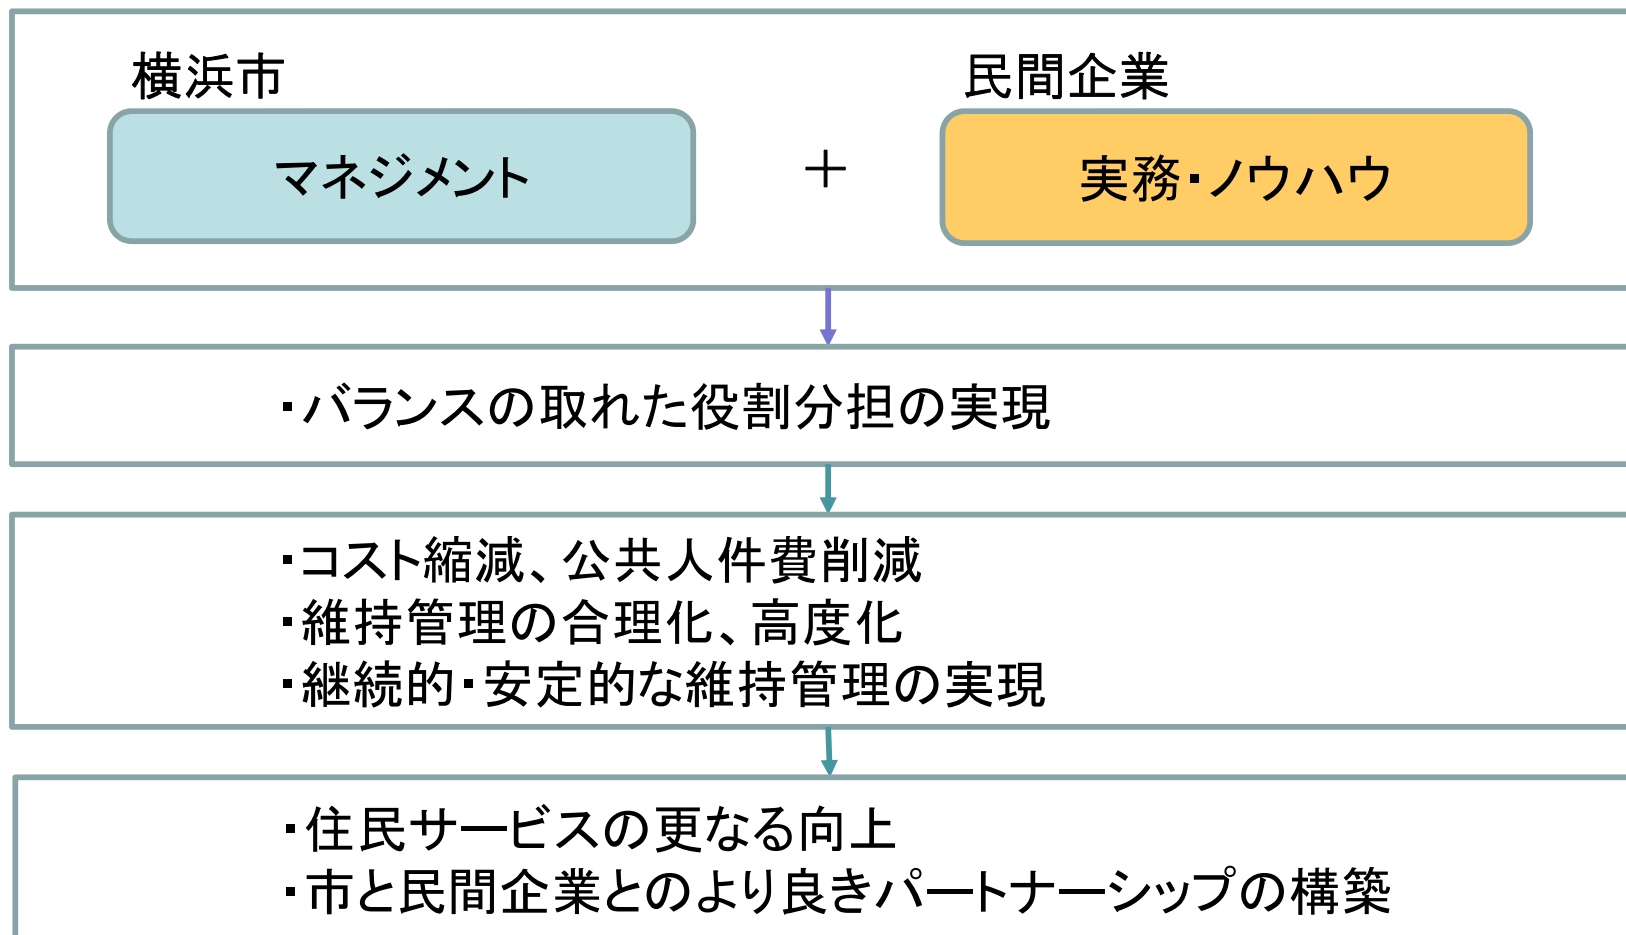 横浜市
民間企業
マネジメント
＋
実務・ノウハウ
・バランスの取れた役割分担の実現
・コスト縮減、公共人件費削減
・維持管理の合理化、高度化
・継続的・安定的な維持管理の実現
・住民サービスの更なる向上
・市と民間企業とのより良きパートナーシップの構築